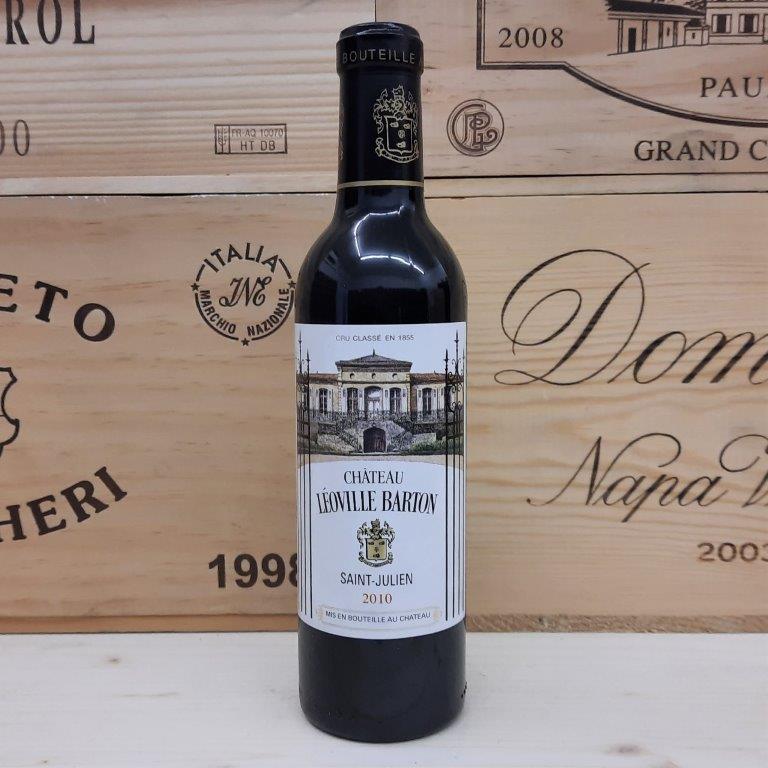 ROL
00
FR-AQ 10070
HT DB
2008
PAU
GRAND C
ETO
HERI
1998
ITALIA
INE
MARCHIO NAZIONALE
Dom
Napa
2003
BOUTEILLE
CRU CLASSÉ EN 1855
CHÂTEAU
LÉOVILLE BARTON
SAINT-JULIEN
2010
MIS EN BOUTEILLE AU CHATEAU